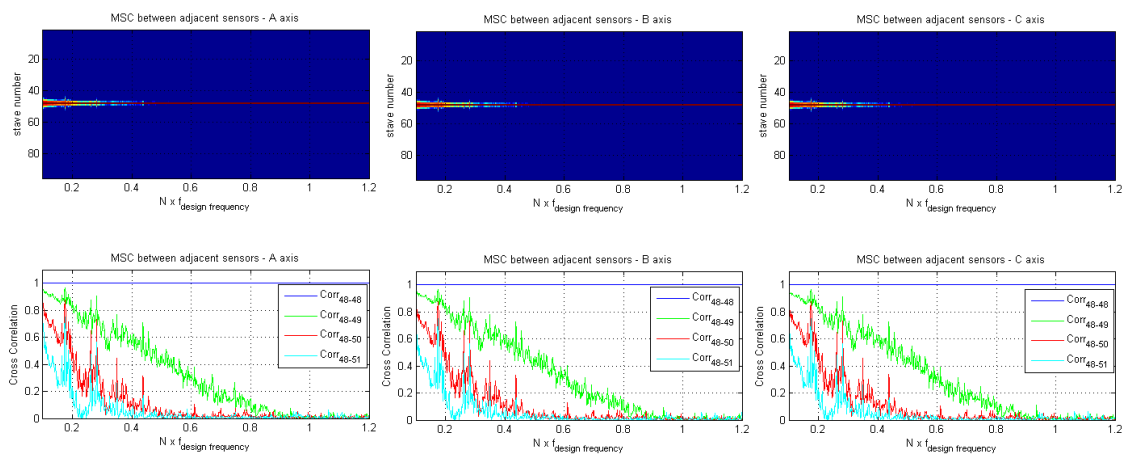 MSC between adjacent sensors - A axis
MSC between adjacent sensors - B axis
MSC between adjacent sensors - C axis
stave number
20
40
60
80
0.2 0.4 0.6 0.8 1 1.2
N x f design frequency
stave number
20
40
60
80
0.2 0.4 0.6 0.8 1 1.2
N x f design frequency
stave number
20
40
60
80
0.2 0.4 0.6 0.8 1 1.2
N x f design frequency
MSC between adjacent sensors - A axis
MSC between adjacent sensors - B axis
MSC between adjacent sensors - C axis
Cross Correlation
1
0.8
0.6
0.4
0.2
0
Corr48-48
Corr48-49
Corr48-50
Corr48-51
0.2 0.4 0.6 0.8 1 1.2
N x f design frequency
Cross Correlation
1
0.8
0.6
0.4
0.2
0
Corr48-48
Corr48-49
Corr48-50
Corr48-51
0.2 0.4 0.6 0.8 1 1.2
N x f design frequency
Cross Correlation
1
0.8
0.6
0.4
0.2
0
Corr48-48
Corr48-49
Corr48-50
Corr48-51
0.2 0.4 0.6 0.8 1 1.2
N x f design frequency